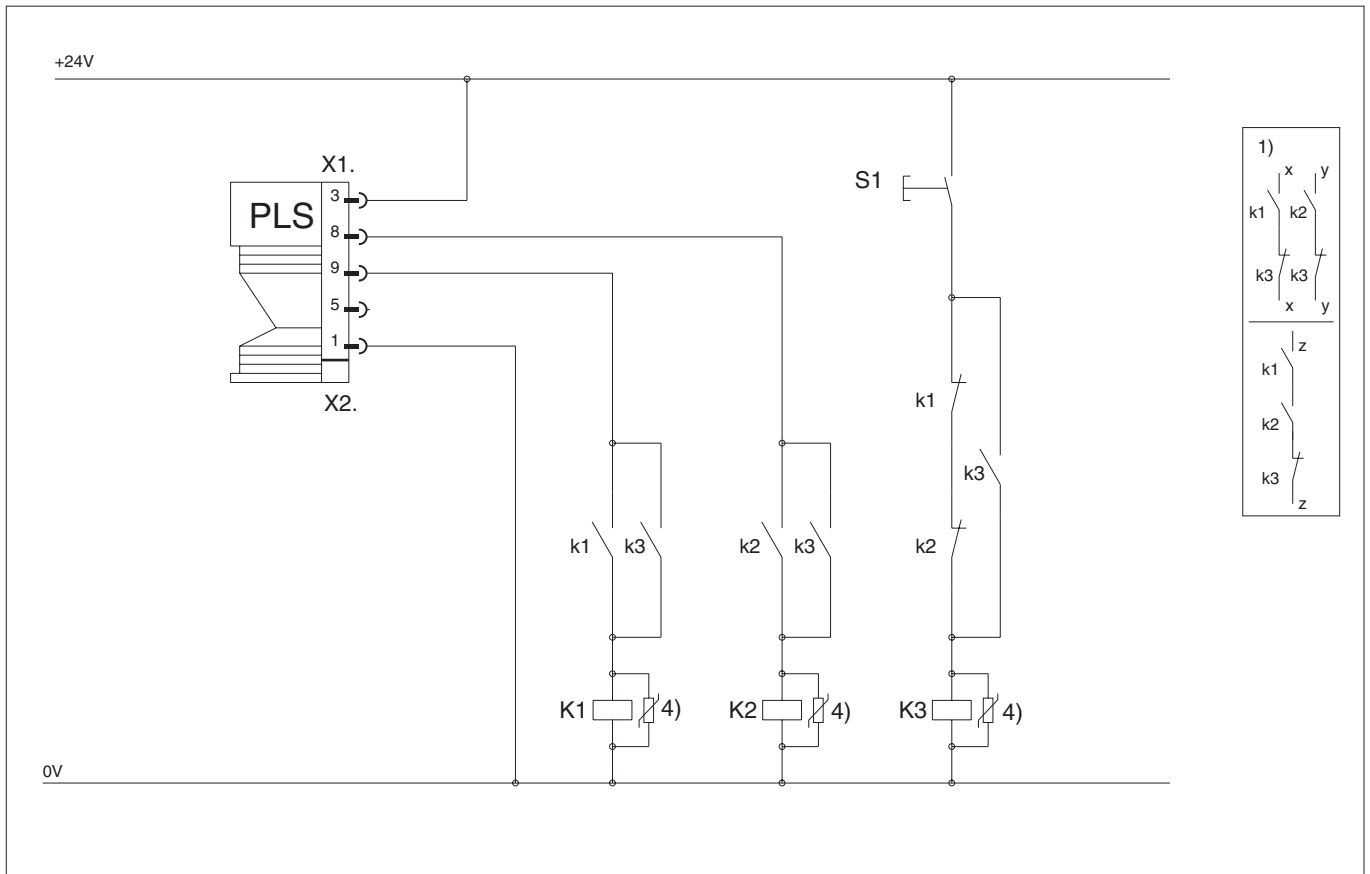 +24V
X1.
PLS
3
8
9
5
1
X2.
S1
k1
k3
k2
k1 k3
k2 k3
K1 4)
K2 4)
K3 4)
0V
1)
x y
k1 k2
k3 k3
x y
z
k1
k2
k3
z